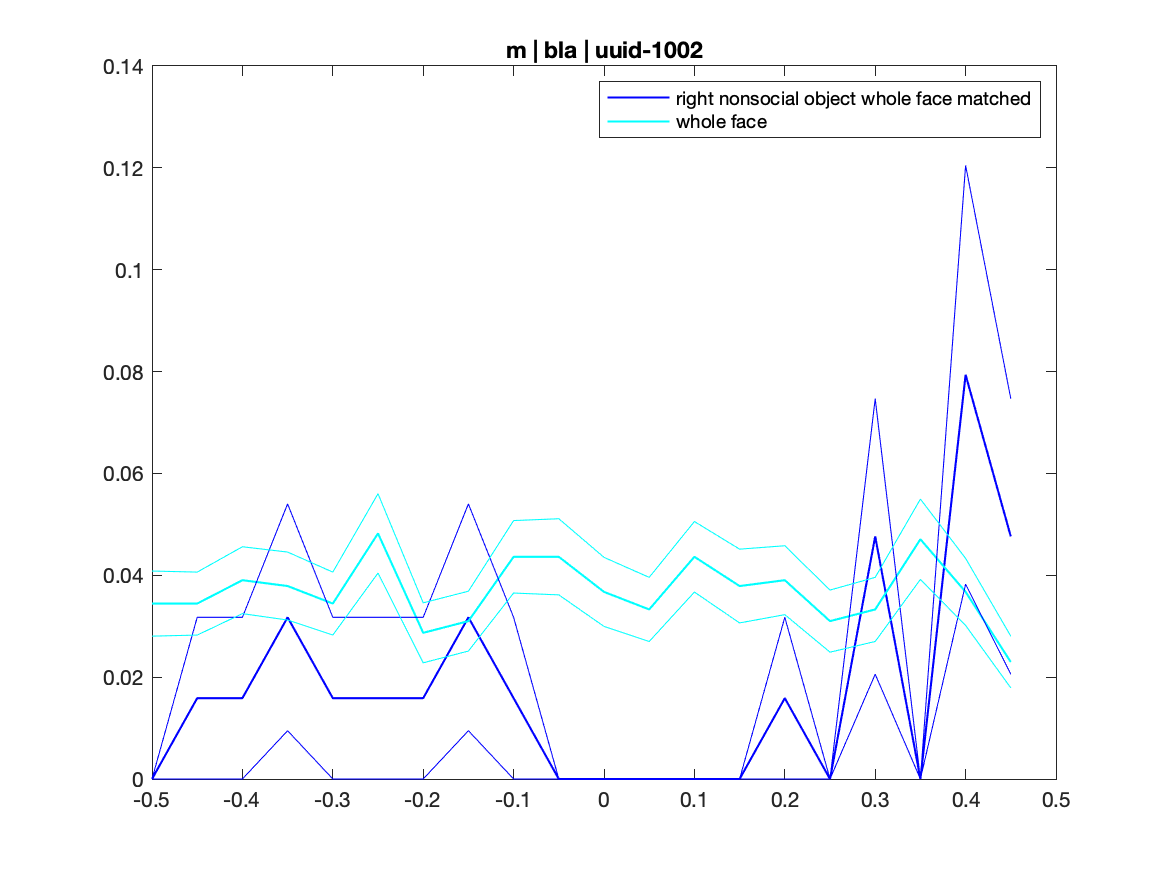 m | bla | uuid-1002
right nonsocial object whole face matched
whole face
0.14
0.12
0.1
0.08
0.06
0.04
0.02
0
-0.5 -0.4 -0.3 -0.2 -0.1 0 0.1 0.2 0.3 0.4 0.5